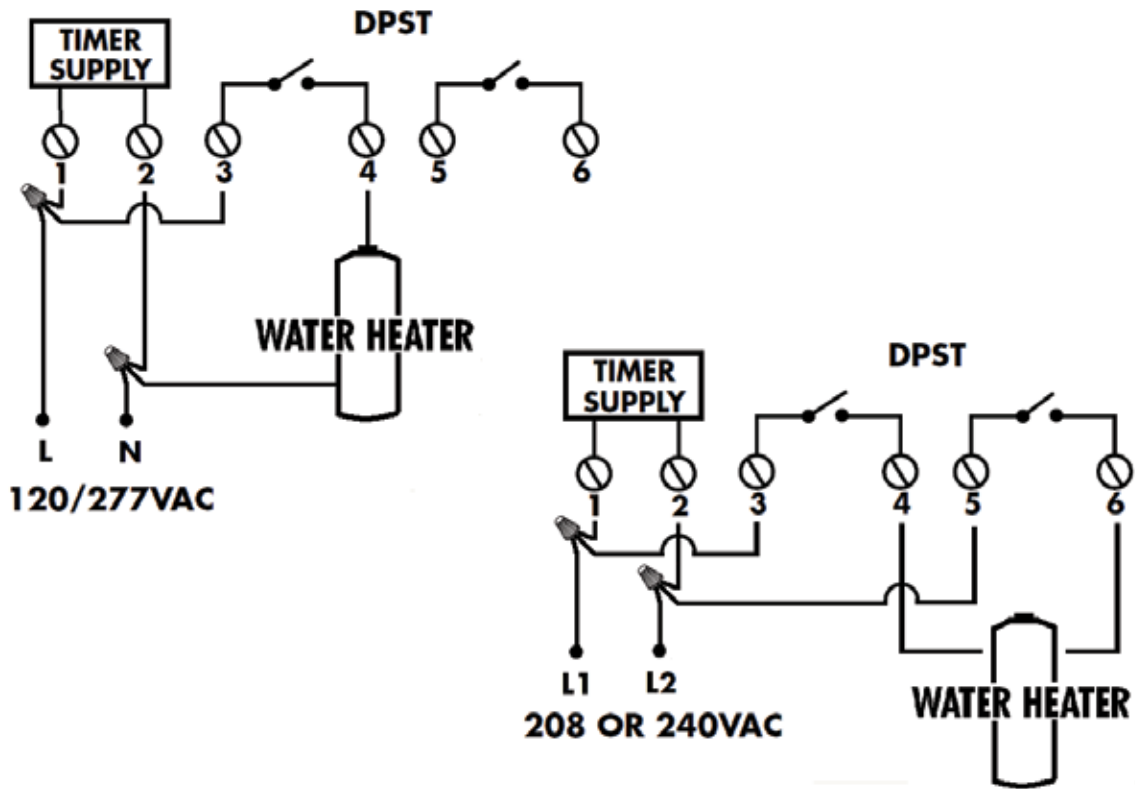 DPST
TIMER
SUPPLY
1 2 3 4 5 6
WATER HEATER
L N
120/277VAC
DPST
TIMER
SUPPLY
1 2 3 4 5 6
L1 L2
208 OR 240VAC
WATER HEATER